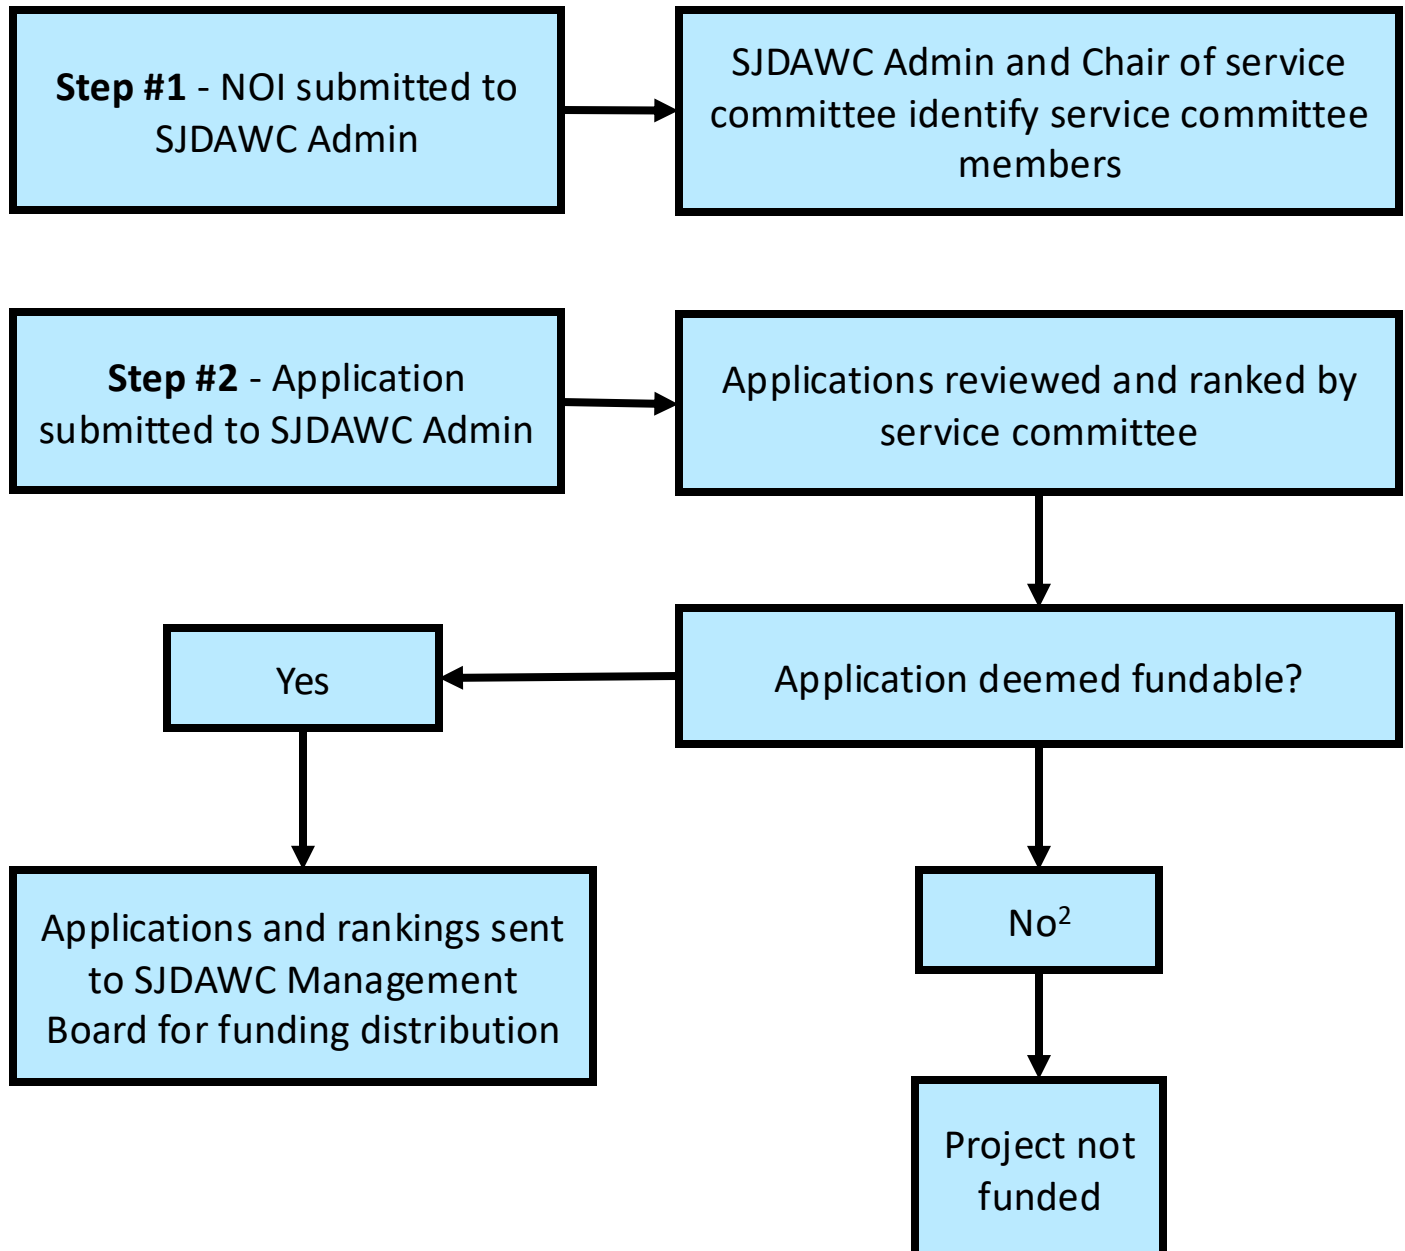 Step #1 - NOI submitted to
SJDAWC Admin
SJDAWC Admin and Chair of service
committee identify service committee
members
Step #2 - Application
submitted to SJDAWC Admin
Applications reviewed and ranked by
service committee
Application deemed fundable?
Yes
Applications and rankings sent
to SJDAWC Management
Board for funding distribution
No²
Project not
funded